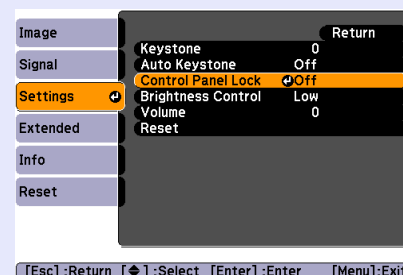 Image
Signal
Settings
Extended
Info
Reset
Return
Keystone 0
Auto Keystone Off
Control Panel Lock Off
Brightness Control Low
Volume 0
Reset
[Esc] :Return [ ] :Select [Enter] :Enter [Menu]:Exit